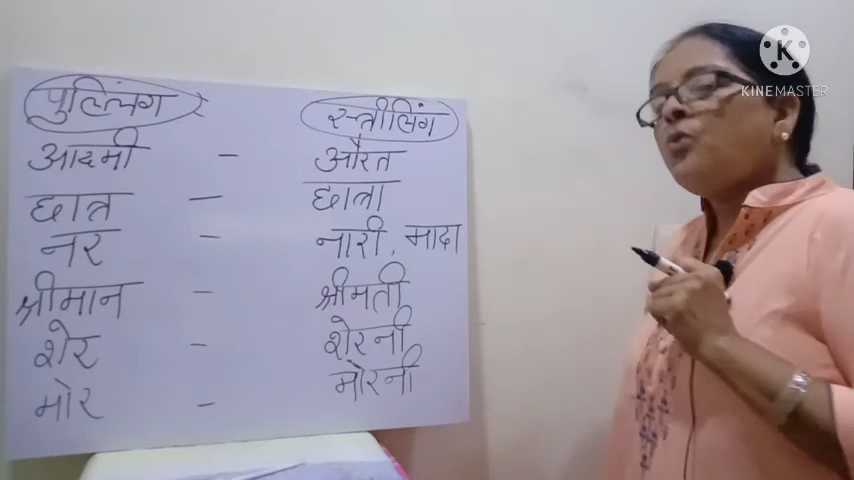 पुल्लिंग : स्त्रीलिंग
आदमी - औरत
छात्र - छात्रा
नर - नारी, मादा
श्रीमान - श्रीमती
शेर - शेरनी
मोर - मोरनी
K
KINEMASTER